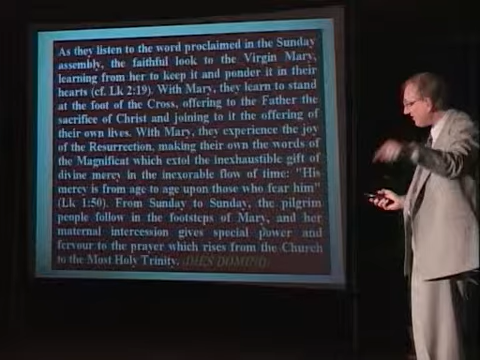 As they listen to the word proclaimed in the Sunday
assembly, the faithful look to the Virgin Mary,
learning from her to keep it and ponder it in their
hearts (cf. Lk 2:19). With Mary, they learn to stand
at the foot of the Cross, offering to the Father the
sacrifice of Christ and joining to it the offering of
their own lives. With Mary, they experience the joy
of the Resurrection, making their own the words of
the Magnificat which extol the inexhaustible gift of
divine mercy in the inexorable flow of time: "His
mercy is from age to age upon those who fear him"
(Lk 1:50). From Sunday to Sunday, the pilgrim
people follow in the footsteps of Mary, and her
maternal intercession gives special power and
fervour to the prayer which rises from the Church
to the Most Holy Trinity. (DIES DOMINI)